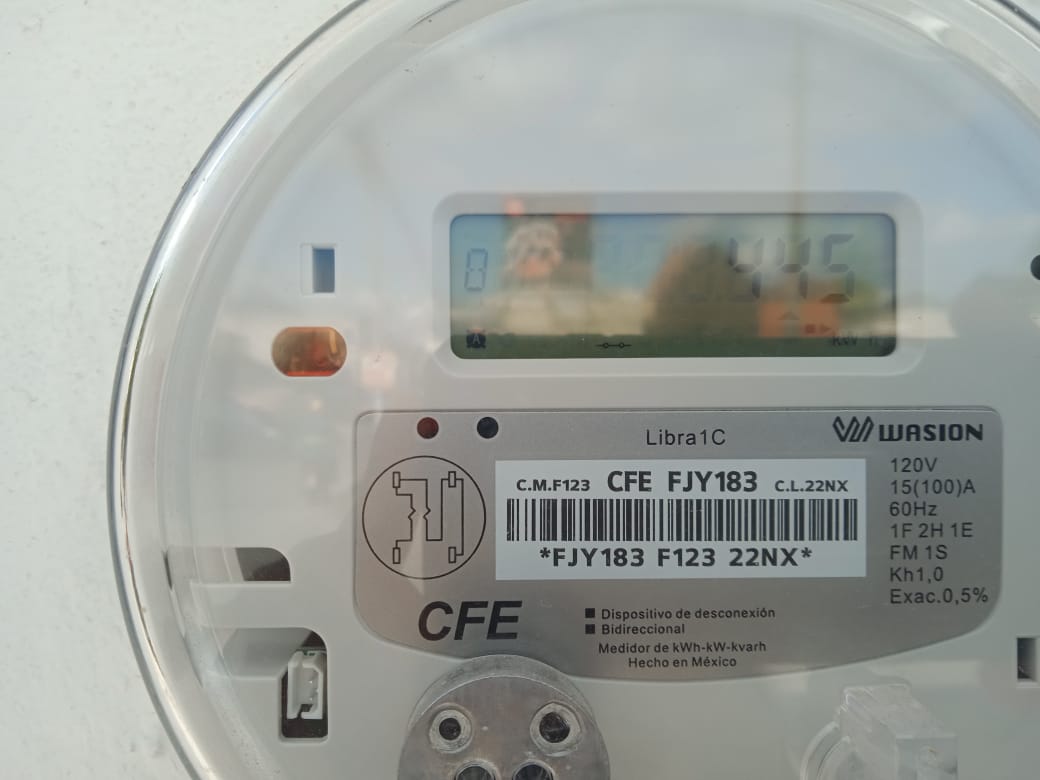 8
445
A
Libra1C
WASION
C.M.F123 CFE FJY183 C.L.22NX
*FJY183 F123 22NX*
120V
15(100)A
60Hz
1F 2H 1E
FM 1S
Kh1,0
Exac.0,5%
CFE
Dispositivo de desconexión
Bidireccional
Medidor de kWh-kW-kvarh
Hecho en México